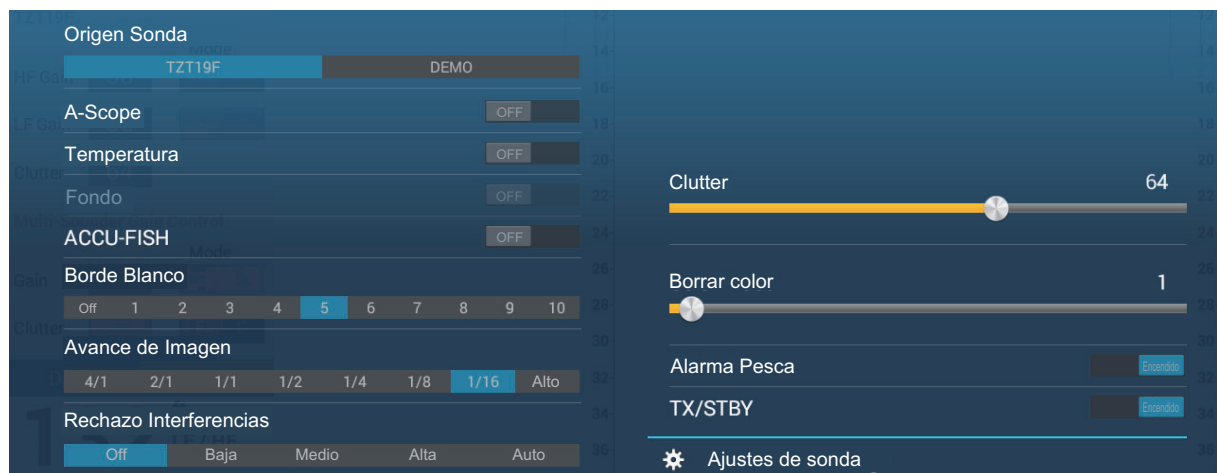 Origen Sonda
TZT19F DEMO
A-Scope OFF
Temperatura OFF
Fondo OFF
ACCU-FISH OFF
Borde Blanco
Off 1 2 3 4 5 6 7 8 9 10
Avance de Imagen
4/1 2/1 1/1 1/2 1/4 1/8 1/16 Alto
Rechazo Interferencias
Off Baja Medio Alta Auto
Clutter 64
Borrar color 1
Alarma Pesca Encendido
TX/STBY Encendido
Ajustes de sonda